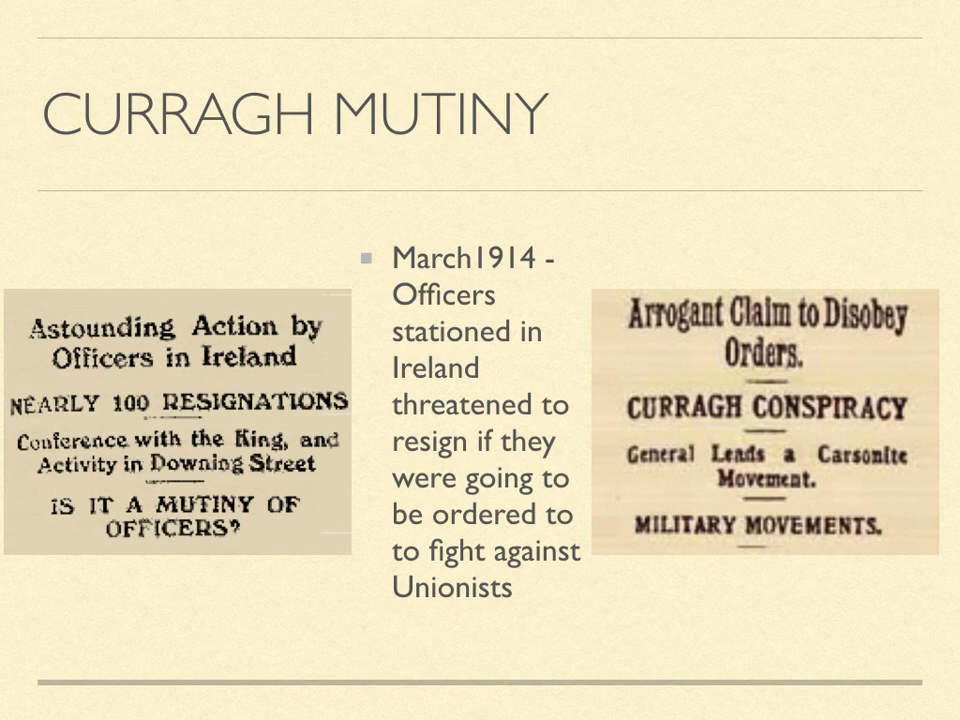 CURRAGH MUTINY
Astounding Action by
Officers in Ireland
NEARLY 100 RESIGNATIONS
Conference with the King, and
Activity in Downing Street
IS IT A MUTINY OF
OFFICERS?
March1914 -
Officers
stationed in
Ireland
threatened to
resign if they
were going to
be ordered to
to fight against
Unionists
Arrogant Claim to Disobey
Orders.
CURRAGH CONSPIRACY
General Leads a Carsonite
Movement.
MILITARY MOVEMENTS.